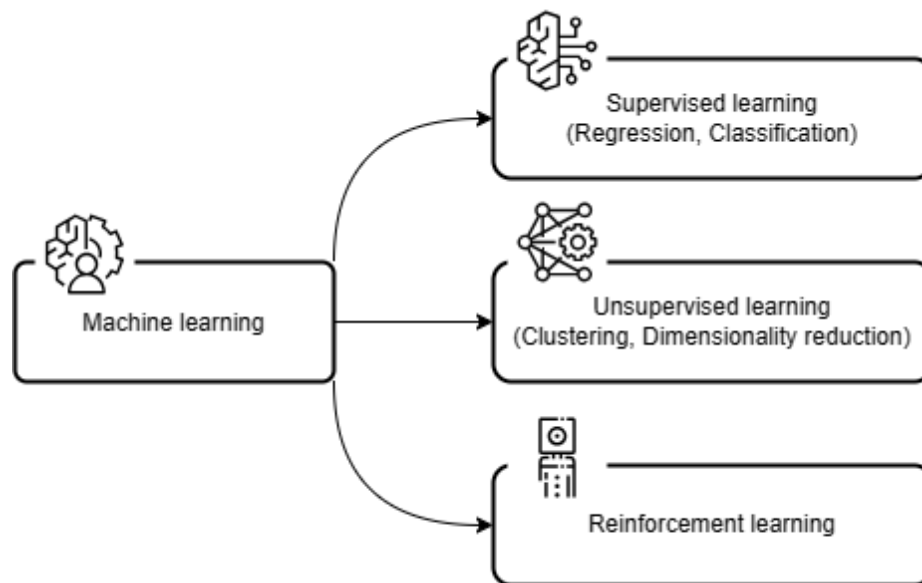 Supervised learning
(Regression, Classification)
Machine learning
Unsupervised learning
(Clustering, Dimensionality reduction)
Reinforcement learning